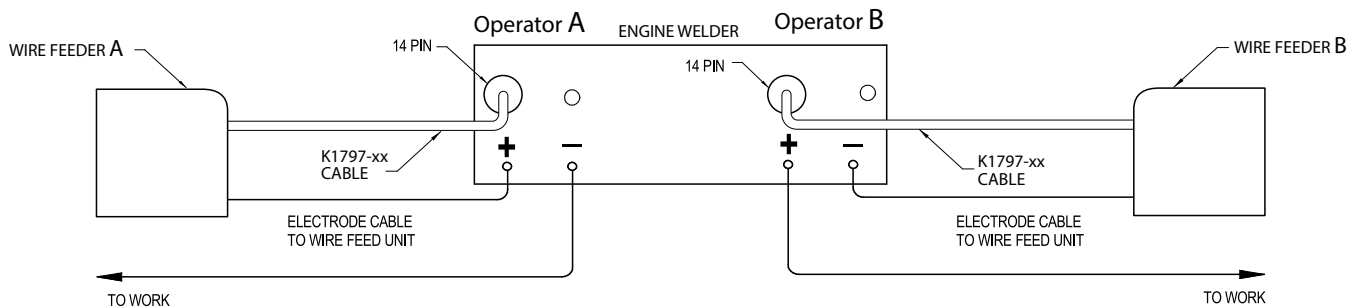 Operator A
Operator B
ENGINE WELDER
WIRE FEEDER A
14 PIN
14 PIN
WIRE FEEDER B
K1797-xx
CABLE
+
−
+
−
K1797-xx
CABLE
ELECTRODE CABLE
TO WIRE FEED UNIT
ELECTRODE CABLE
TO WIRE FEED UNIT
TO WORK
TO WORK